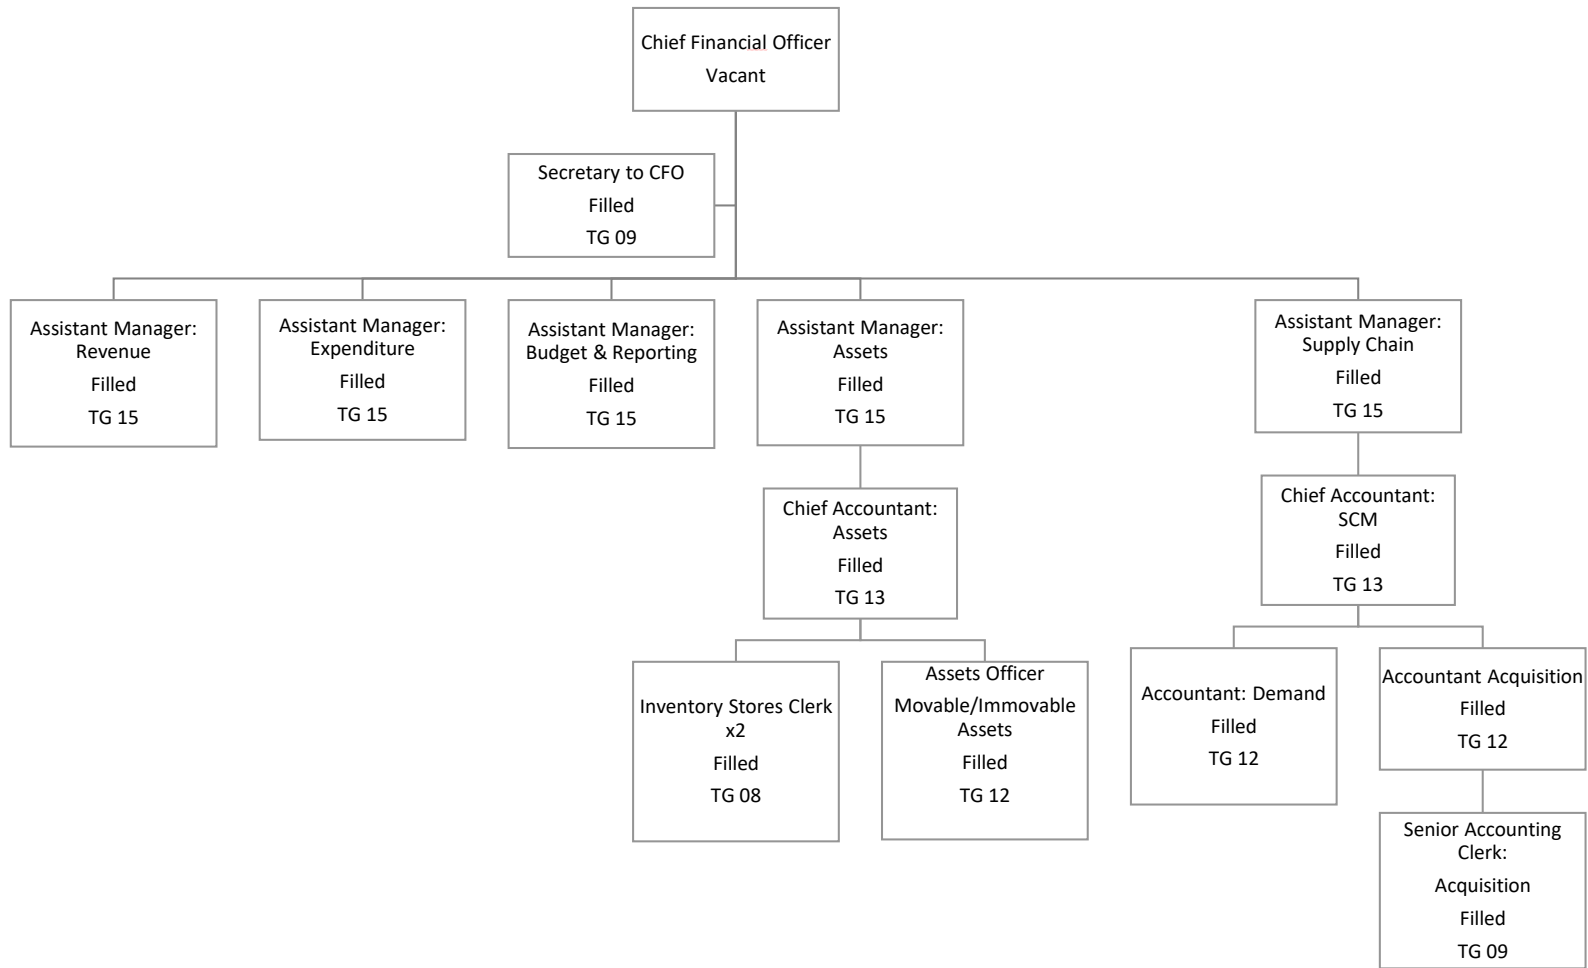 Chief Financial Officer
Vacant
Secretary to CFO
Filled
TG 09
Assistant Manager:
Revenue
Filled
TG 15
Assistant Manager:
Expenditure
Filled
TG 15
Assistant Manager:
Budget & Reporting
Filled
TG 15
Assistant Manager:
Assets
Filled
TG 15
Assistant Manager:
Supply Chain
Filled
TG 15
Chief Accountant:
Assets
Filled
TG 13
Chief Accountant:
SCM
Filled
TG 13
Inventory Stores Clerk
x2
Filled
TG 08
Assets Officer
Movable/Immovable
Assets
Filled
TG 12
Accountant: Demand
Filled
TG 12
Accountant Acquisition
Filled
TG 12
Senior Accounting
Clerk:
Acquisition
Filled
TG 09